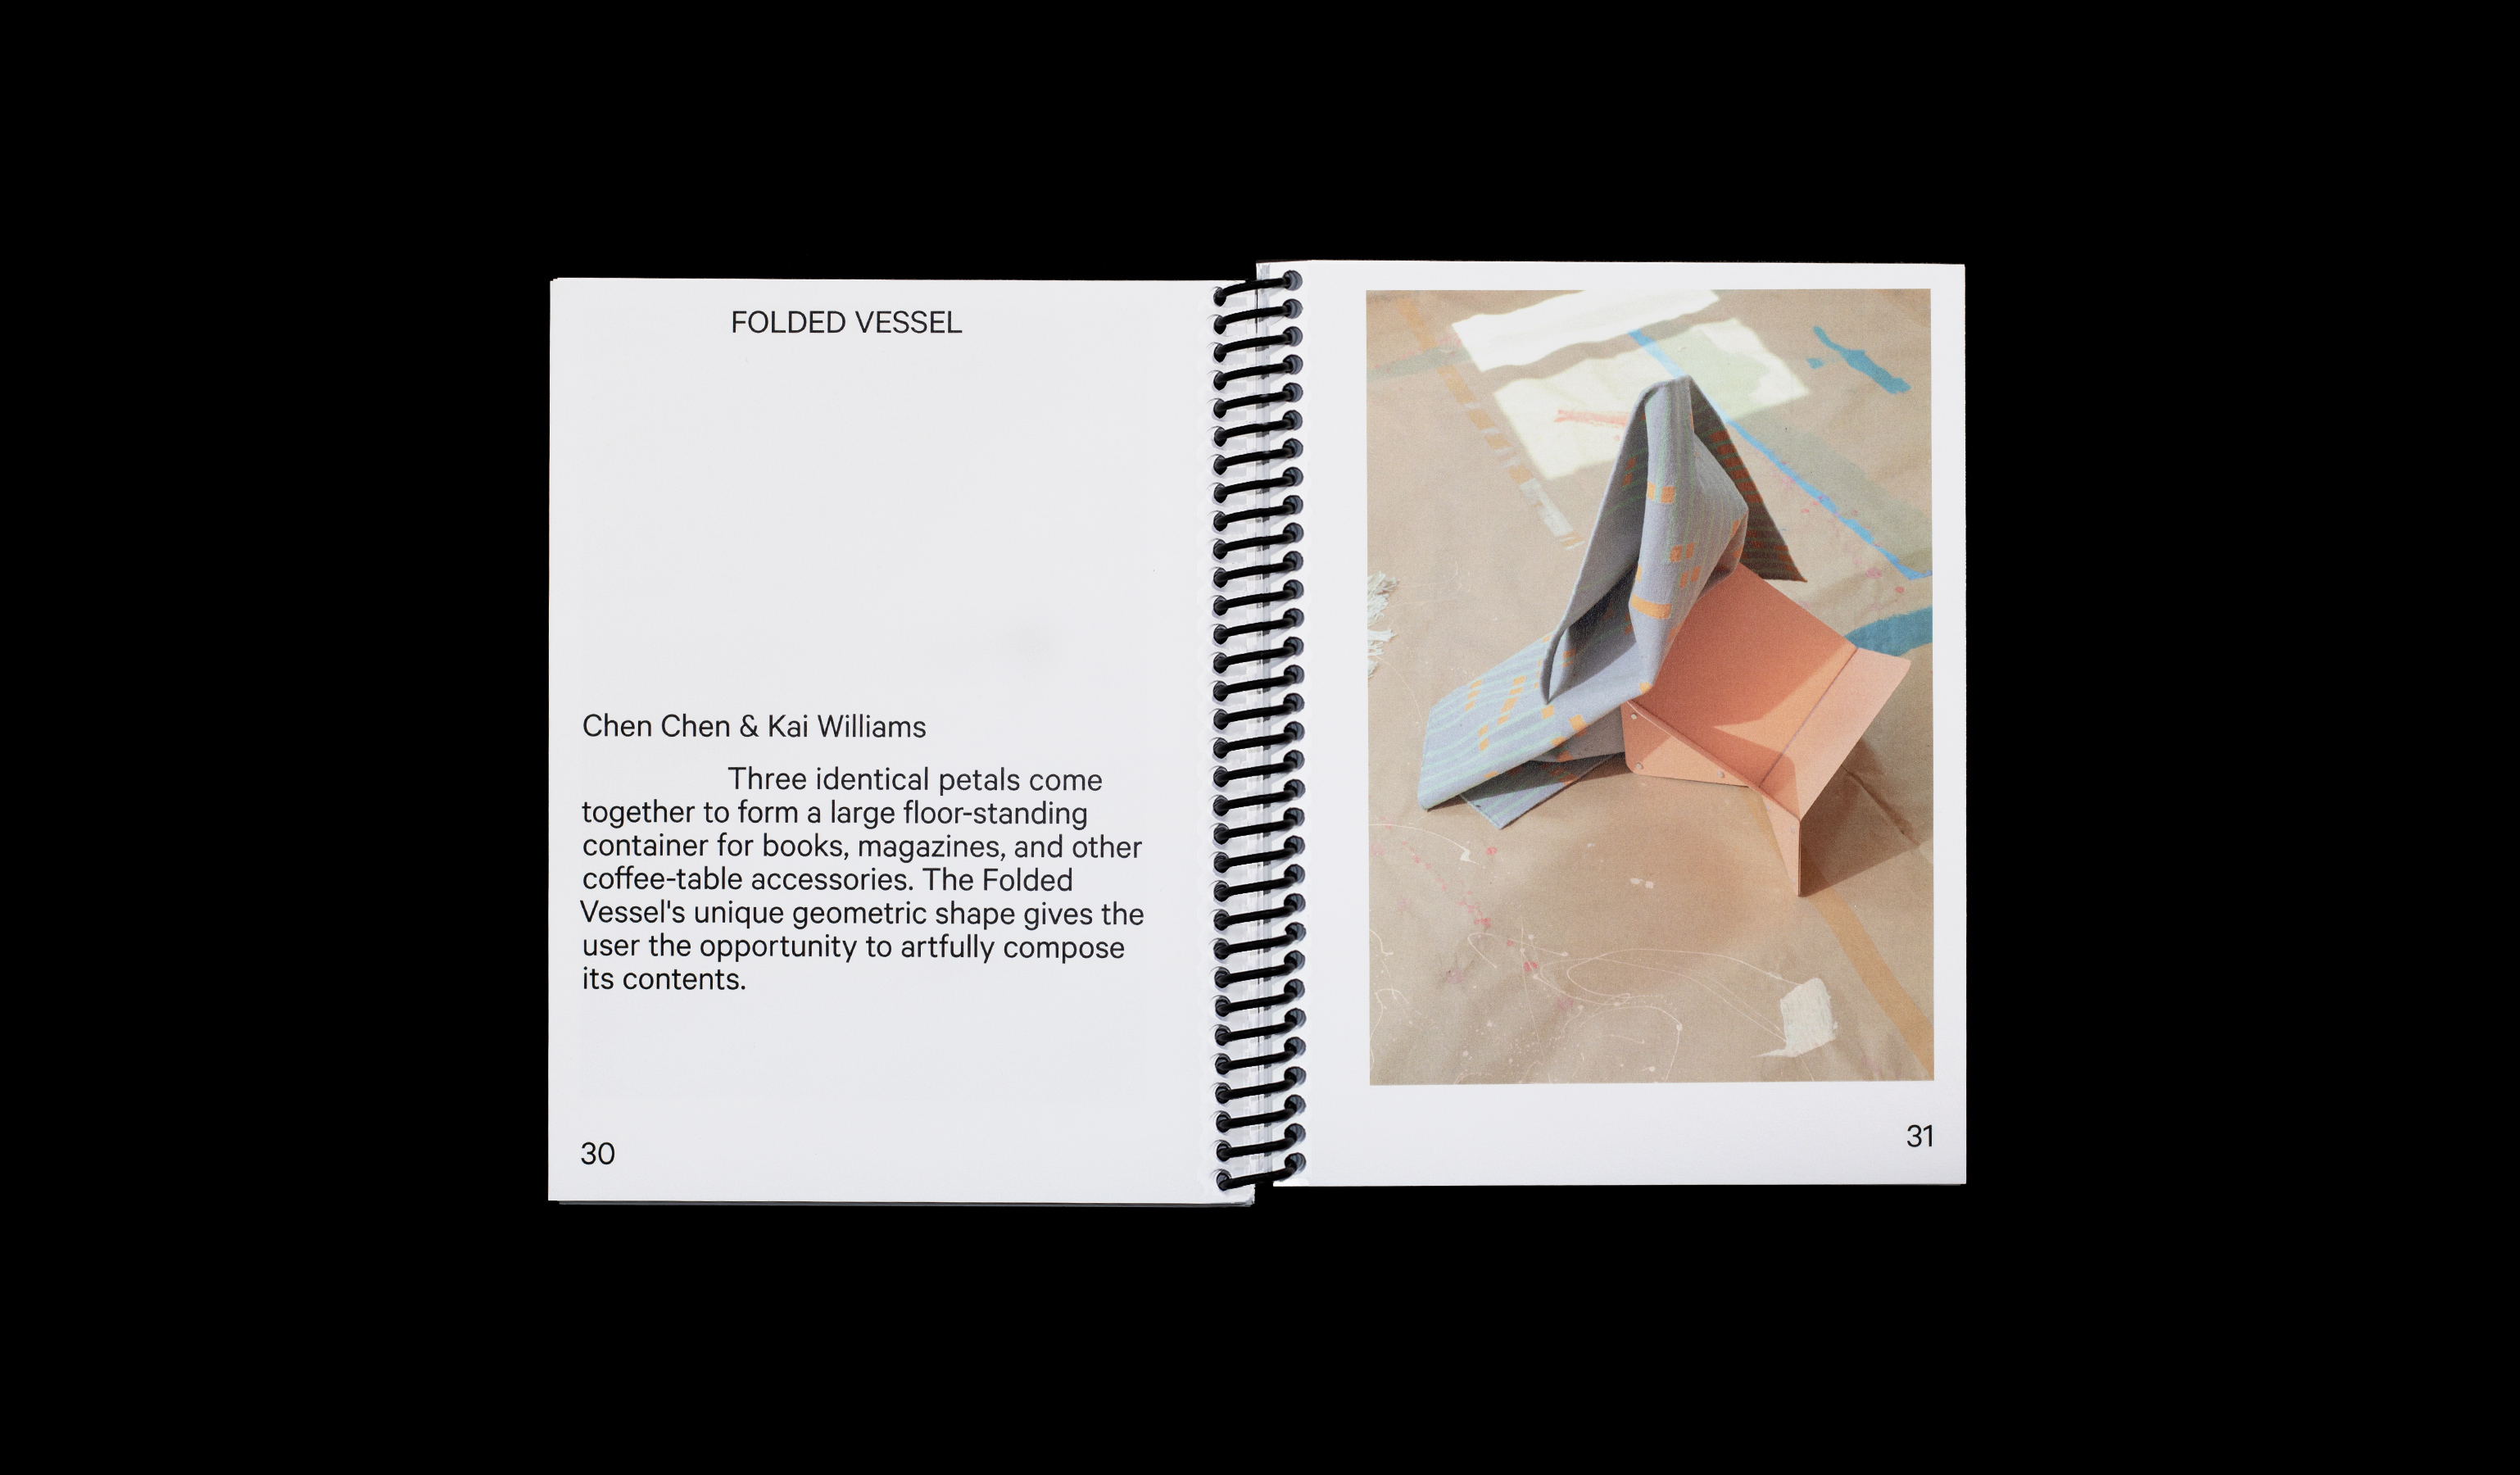 FOLDED VESSEL
Chen Chen & Kai Williams
Three identical petals come
together to form a large floor-standing
container for books, magazines, and other
coffee-table accessories. The Folded
Vessel's unique geometric shape gives the
user the opportunity to artfully compose
its contents.
30
31